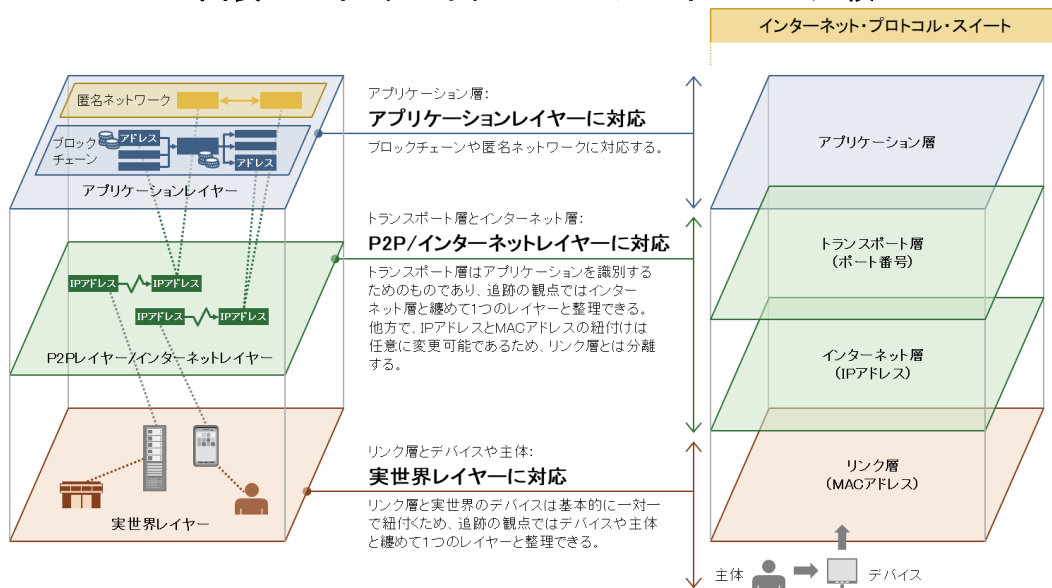 インターネット・プロトコル・スイート
匿名ネットワーク
ブロック
チェーン
アドレス
アドレス
アプリケーションレイヤー
アプリケーション層:
アプリケーションレイヤーに対応
ブロックチェーンや匿名ネットワークに対応する。
アプリケーション層
トランスポート層とインターネット層:
P2P/インターネットレイヤーに対応
トランスポート層はアプリケーションを識別する
ためのものであり、追跡の観点ではインター
ネット層と纏めて1つのレイヤーと整理できる。
他方で、IPアドレスとMACアドレスの紐付けは
任意に変更可能であるため、リンク層とは分離
する。
IPアドレス
IPアドレス
IPアドレス
IPアドレス
P2Pレイヤー/インターネットレイヤー
トランスポート層
(ポート番号)
インターネット層
(IPアドレス)
リンク層とデバイスや主体:
実世界レイヤーに対応
リンク層と実世界のデバイスは基本的に一対一
で紐付くため、追跡の観点ではデバイスや主体
と纏めて1つのレイヤーと整理できる。
実世界レイヤー
リンク層
(MACアドレス)
主体
デバイス